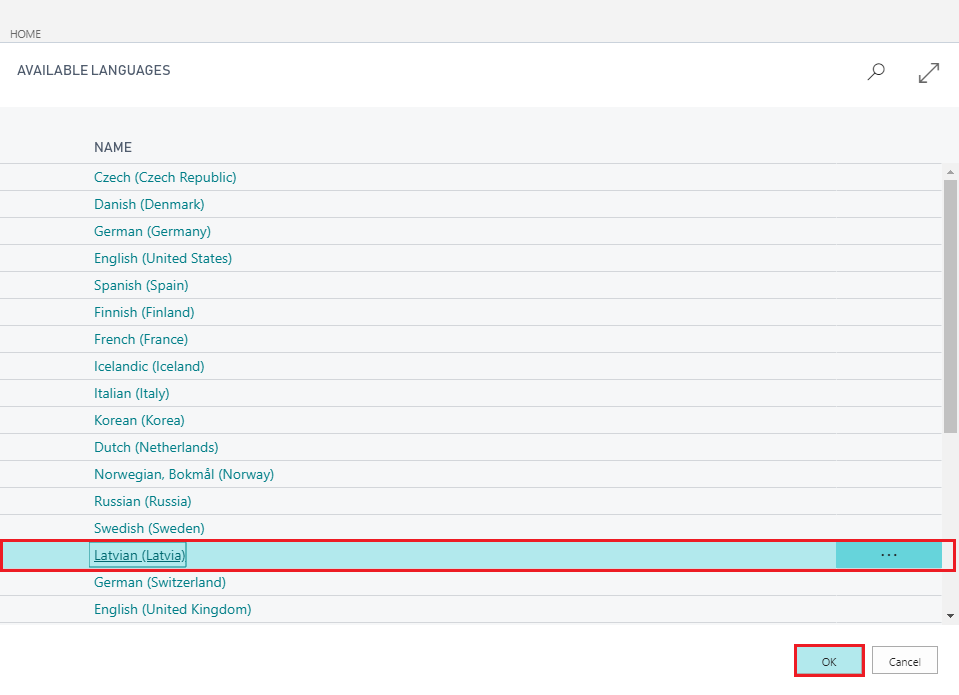 HOME
AVAILABLE LANGUAGES
NAME
Czech (Czech Republic)
Danish (Denmark)
German (Germany)
English (United States)
Spanish (Spain)
Finnish (Finland)
French (France)
Icelandic (Iceland)
Italian (Italy)
Korean (Korea)
Dutch (Netherlands)
Norwegian, Bokmål (Norway)
Russian (Russia)
Swedish (Sweden)
Latvian (Latvia) ...
German (Switzerland)
English (United Kingdom)
OK Cancel